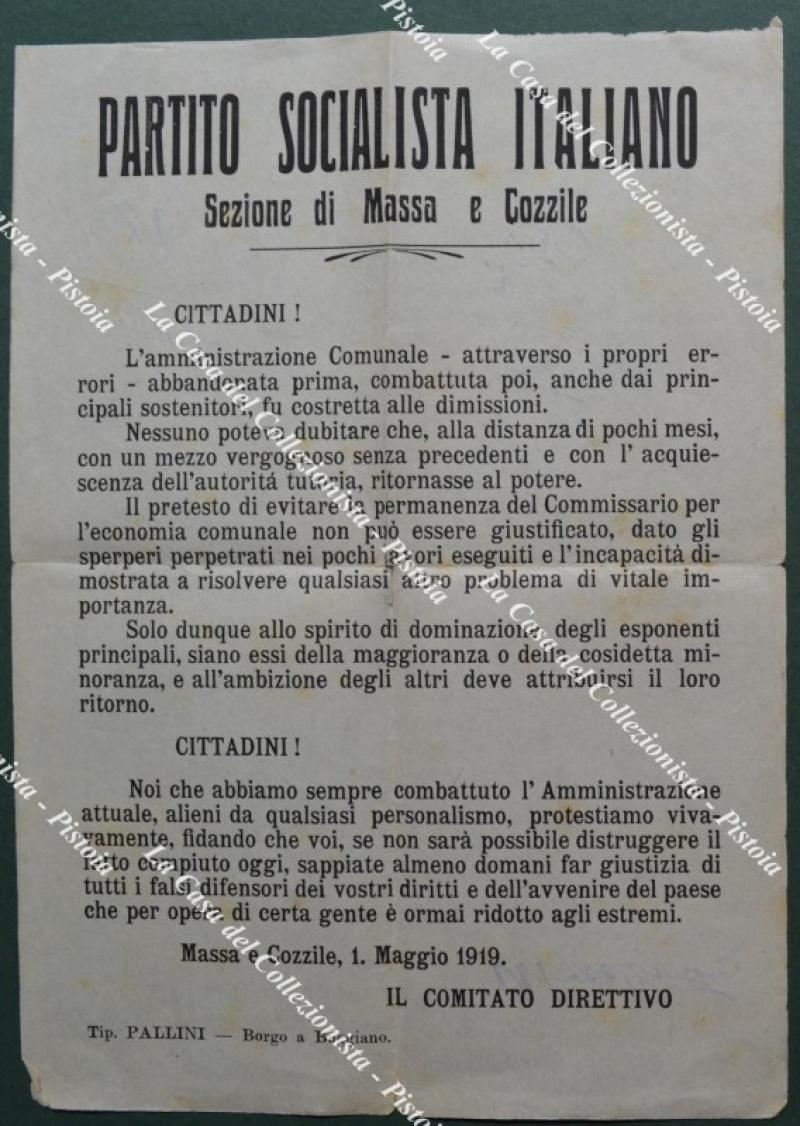 PARTITO SOCIALISTA ITALIANO
Sezione di Massa e Cozzile
CITTADINI !
L'amministrazione Comunale - attraverso i propri er-
rori - abbandonata prima, combattuta poi, anche dai prin-
cipali sostenitori, fu costretta alle dimissioni.
Nessuno poteva dubitare che, alla distanza di pochi mesi,
con un mezzo vergognoso senza precedenti e con l' acquie-
scenza dell'autoritá tutoria, ritornasse al potere.
Il pretesto di evitare la permanenza del Commissario per
l'economia comunale non può essere giustificato, dato gli
sperperi perpetrati nei pochi lavori eseguiti e l'incapacità di-
mostrata a risolvere qualsiasi altro problema di vitale im-
portanza.
Solo dunque allo spirito di dominazione degli esponenti
principali, siano essi della maggioranza o della cosidetta mi-
noranza, e all'ambizione degli altri deve attribuirsi il loro
ritorno.
CITTADINI !
Noi che abbiamo sempre combattuto l' Amministrazione
attuale, alieni da qualsiasi personalismo, protestiamo viva-
vamente, fidando che voi, se non sarà possibile distruggere il
fatto compiuto oggi, sappiate almeno domani far giustizia di
tutti i falsi difensori dei vostri diritti e dell'avvenire del paese
che per opera di certa gente è ormai ridotto agli estremi.
Massa e Cozzile, 1. Maggio 1919.
IL COMITATO DIRETTIVO
Tip. PALLINI — Borgo a Buggiano.
La Casa del Collezionista - Pistoia